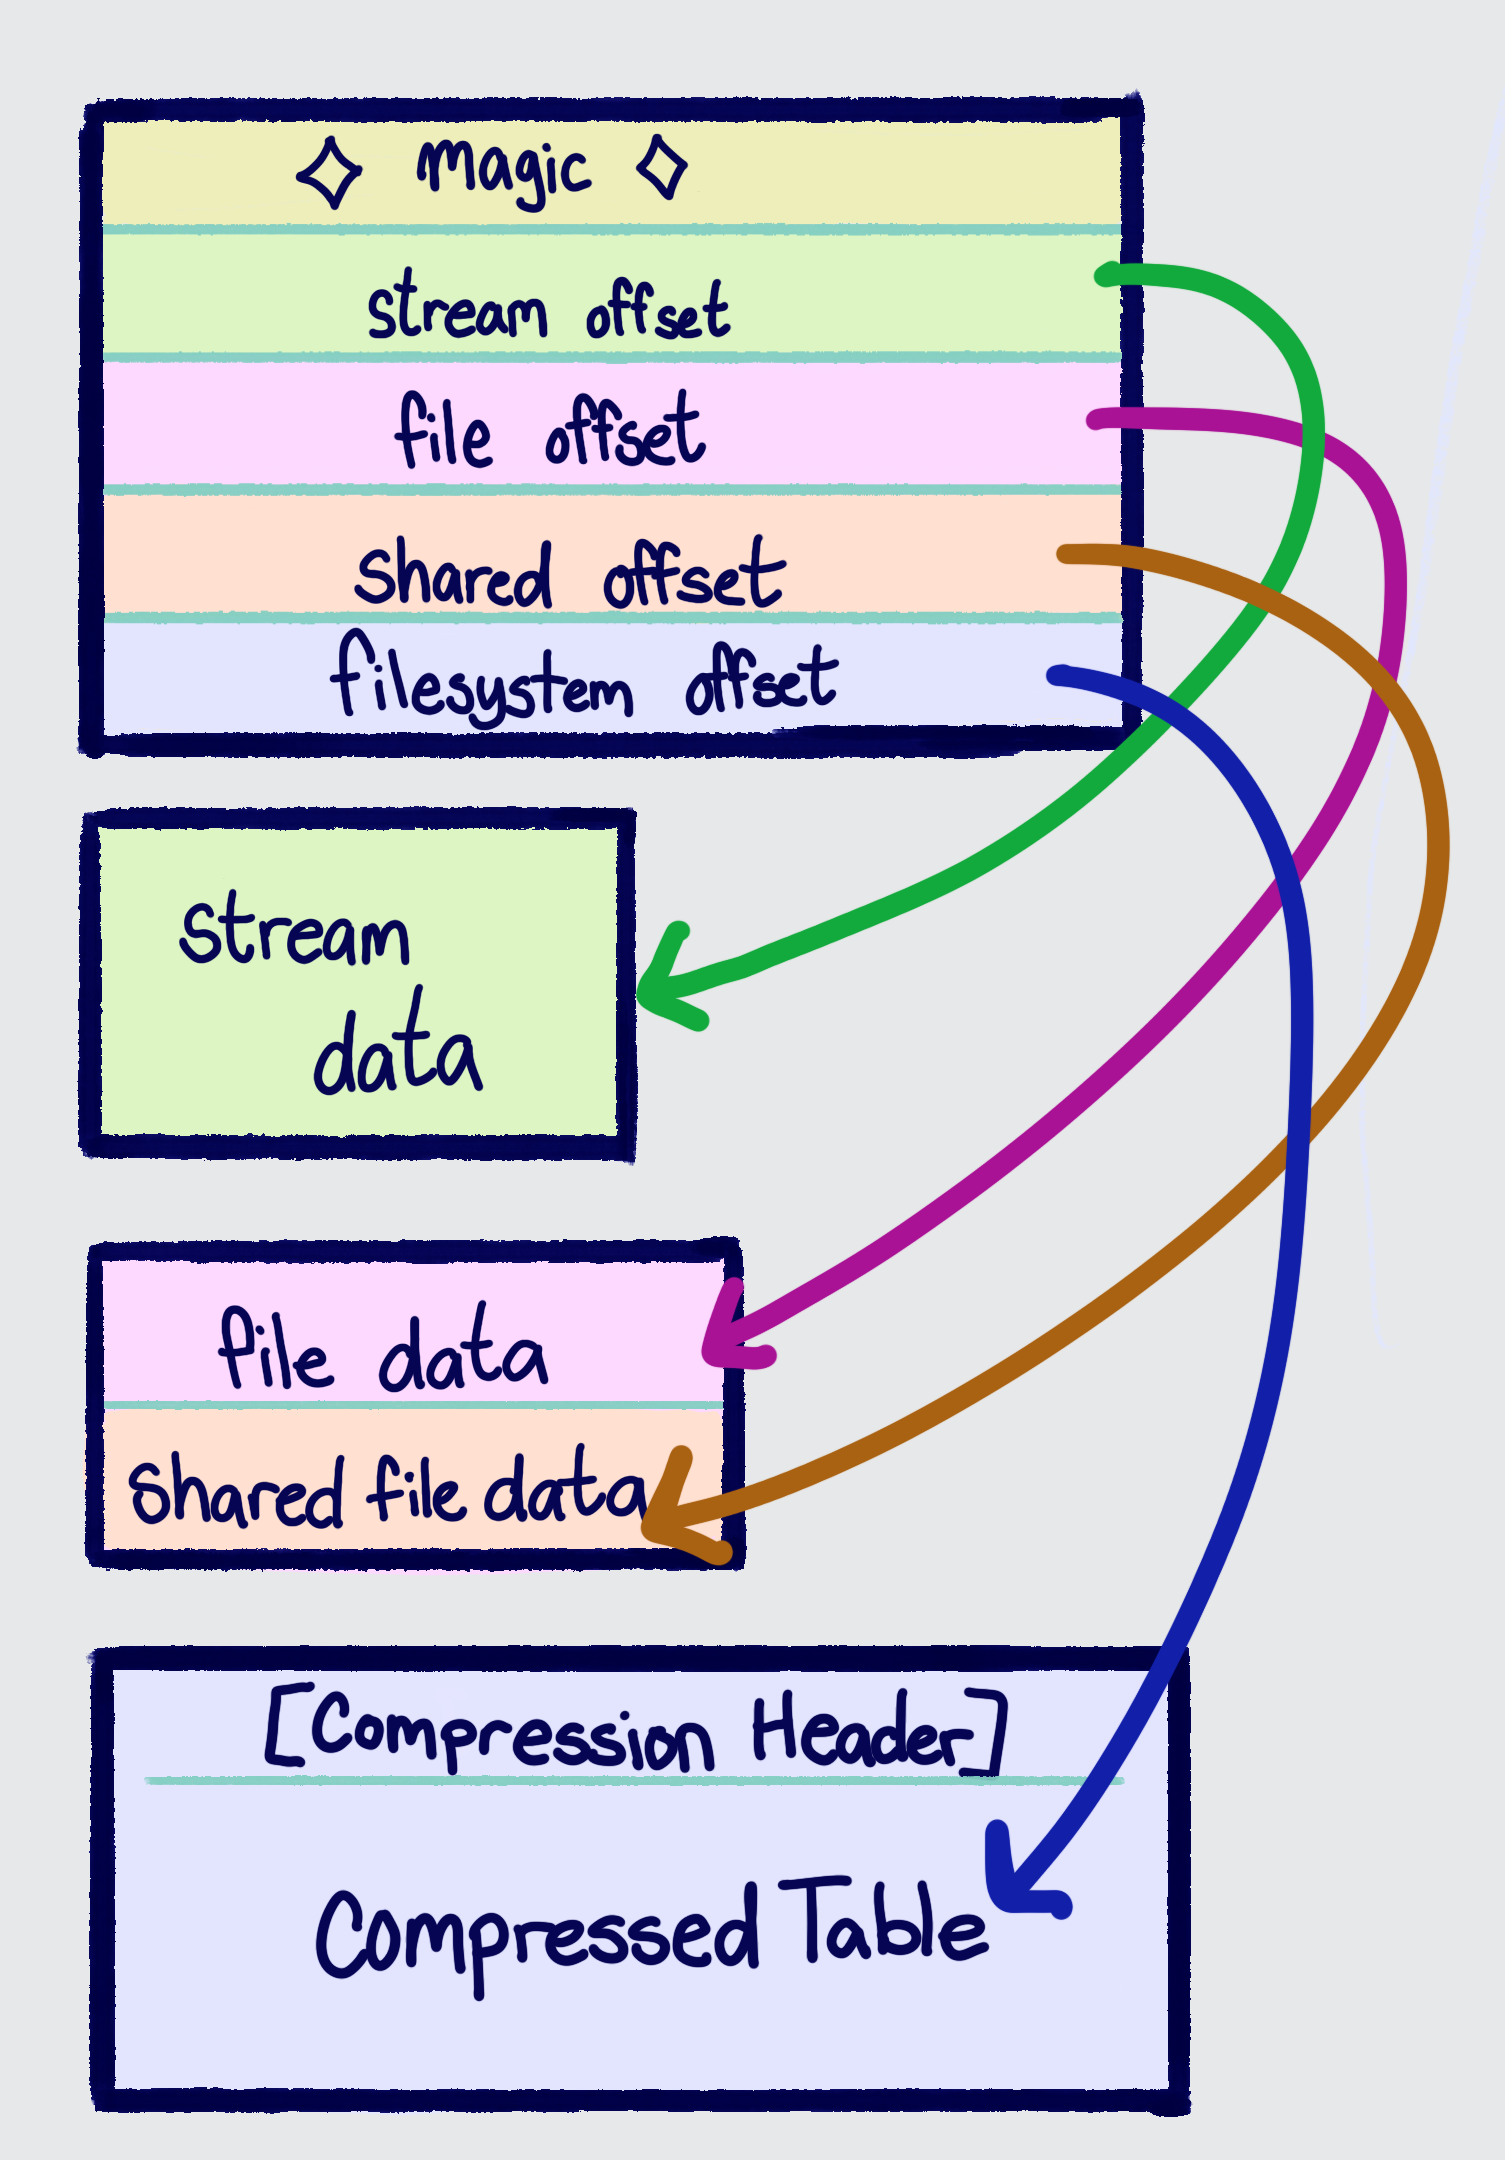 magic
stream offset
file offset
shared offset
filesystem offset
stream
data
file data
shared file data
[Compression Header]
Compressed Table